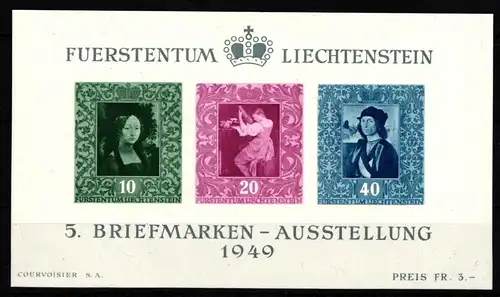 FUERSTENTUM LIECHTENSTEIN
10 20 40
FÜRSTENTUM LIECHTENSTEIN FÜRSTENTUM LIECHTENSTEIN FÜRSTENTUM LIECHTENSTEIN
5. BRIEFMARKEN - AUSSTELLUNG
1949
COURVOISIER S.A. PREIS FR. 3.-